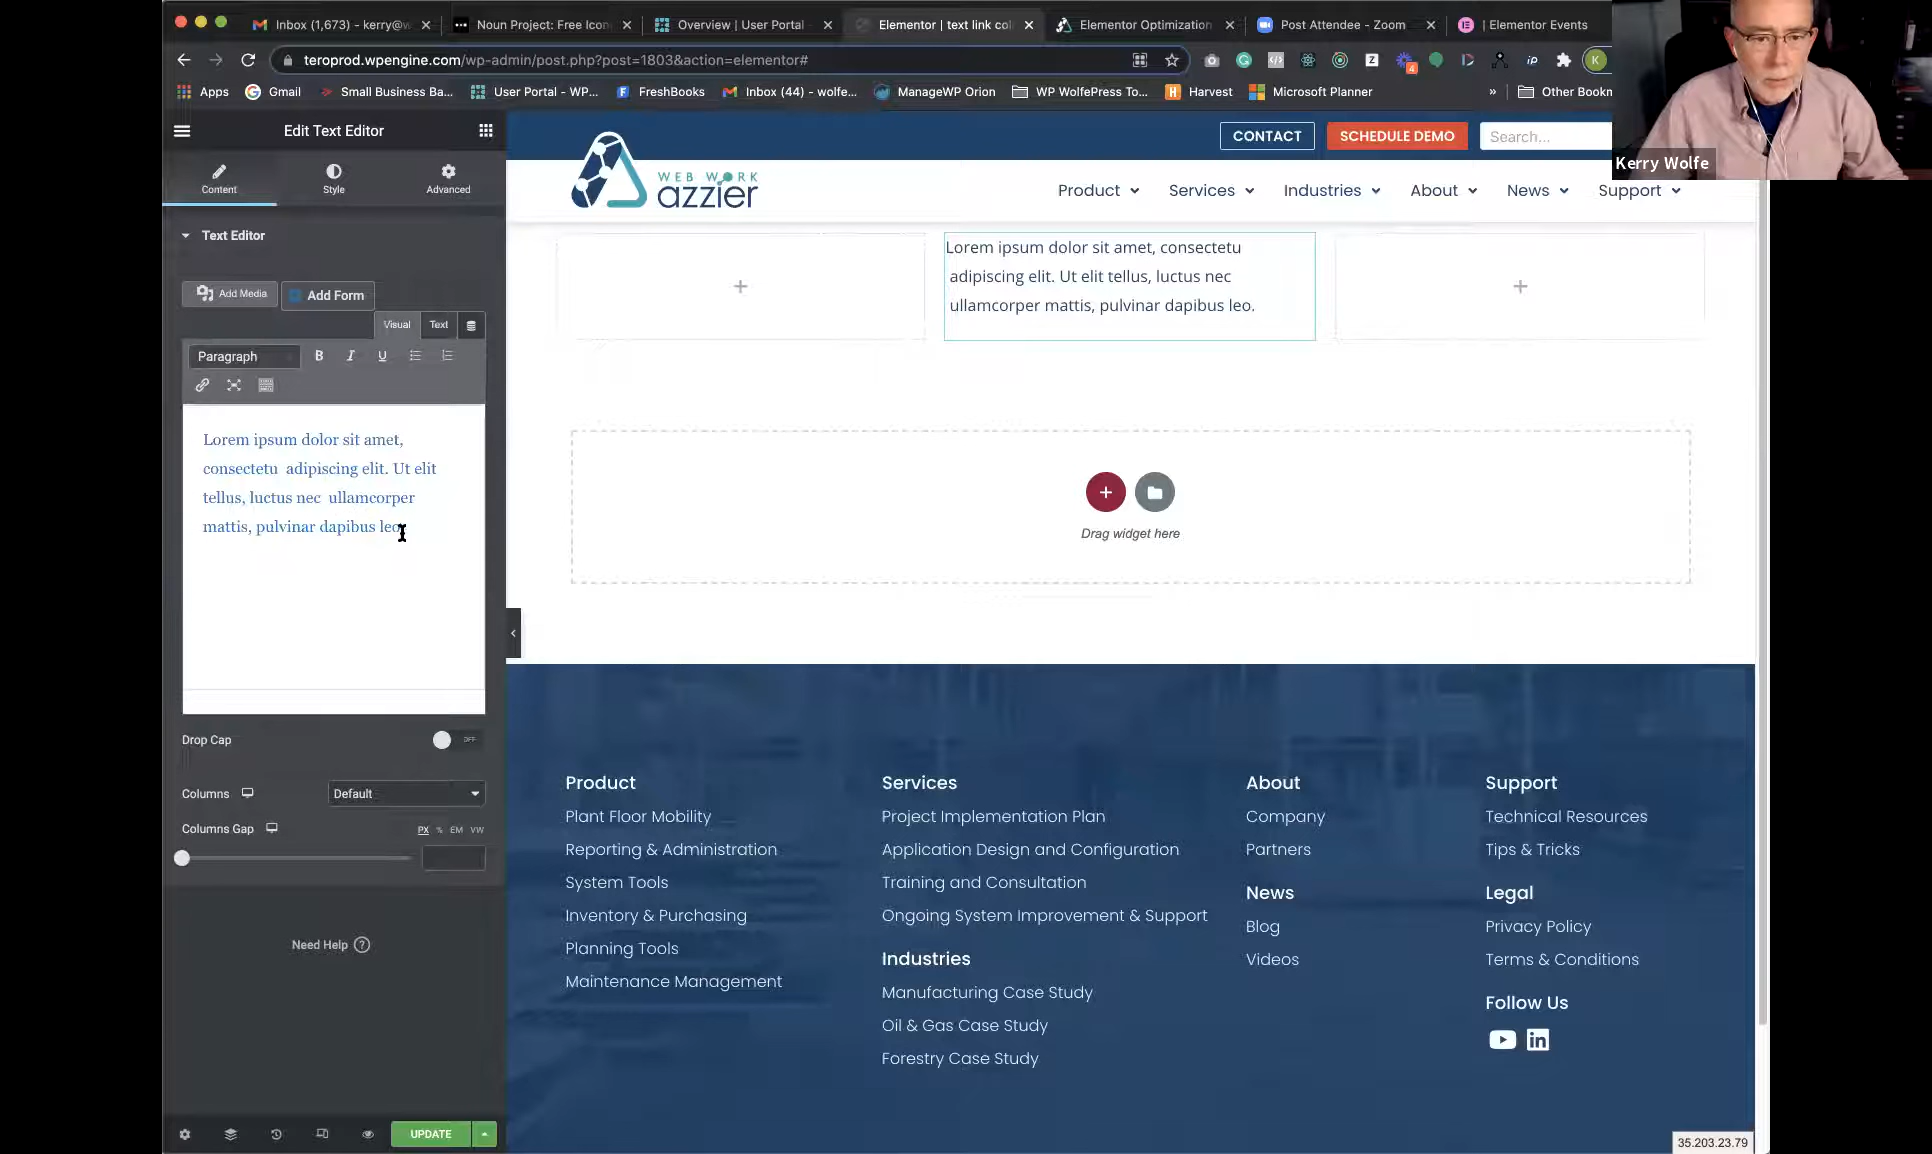 Inbox (1,673) - kerry@w
Noun Project: Free Icon
Overview | User Portal
Elementor | text link col
Elementor Optimization
Post Attendee - Zoom
| Elementor Events
teroprod.wpengine.com/wp-admin/post.php?post=1803&action=elementor#
Apps
Gmail
Small Business Ba...
User Portal - WP...
FreshBooks
Inbox (44) - wolfe...
ManageWP Orion
WP WolfePress To...
Harvest
Microsoft Planner
»
Other Bookn
Kerry Wolfe
Edit Text Editor
Content
Style
Advanced
Text Editor
Add Media
Add Form
Visual
Text
Paragraph
B
I
U
Lorem ipsum dolor sit amet,
consectetu adipiscing elit. Ut elit
tellus, luctus nec ullamcorper
mattis, pulvinar dapibus leo.
Drop Cap
OFF
Columns
Default
Columns Gap
PX % EM VW
Need Help
UPDATE
CONTACT
SCHEDULE DEMO
Search...
WEB WORK
azzier
Product
Services
Industries
About
News
Support
Lorem ipsum dolor sit amet, consectetu
adipiscing elit. Ut elit tellus, luctus nec
ullamcorper mattis, pulvinar dapibus leo.
Drag widget here
Product
Plant Floor Mobility
Reporting & Administration
System Tools
Inventory & Purchasing
Planning Tools
Maintenance Management
Services
Project Implementation Plan
Application Design and Configuration
Training and Consultation
Ongoing System Improvement & Support
Industries
Manufacturing Case Study
Oil & Gas Case Study
Forestry Case Study
About
Company
Partners
News
Blog
Videos
Support
Technical Resources
Tips & Tricks
Legal
Privacy Policy
Terms & Conditions
Follow Us
35.203.23.79